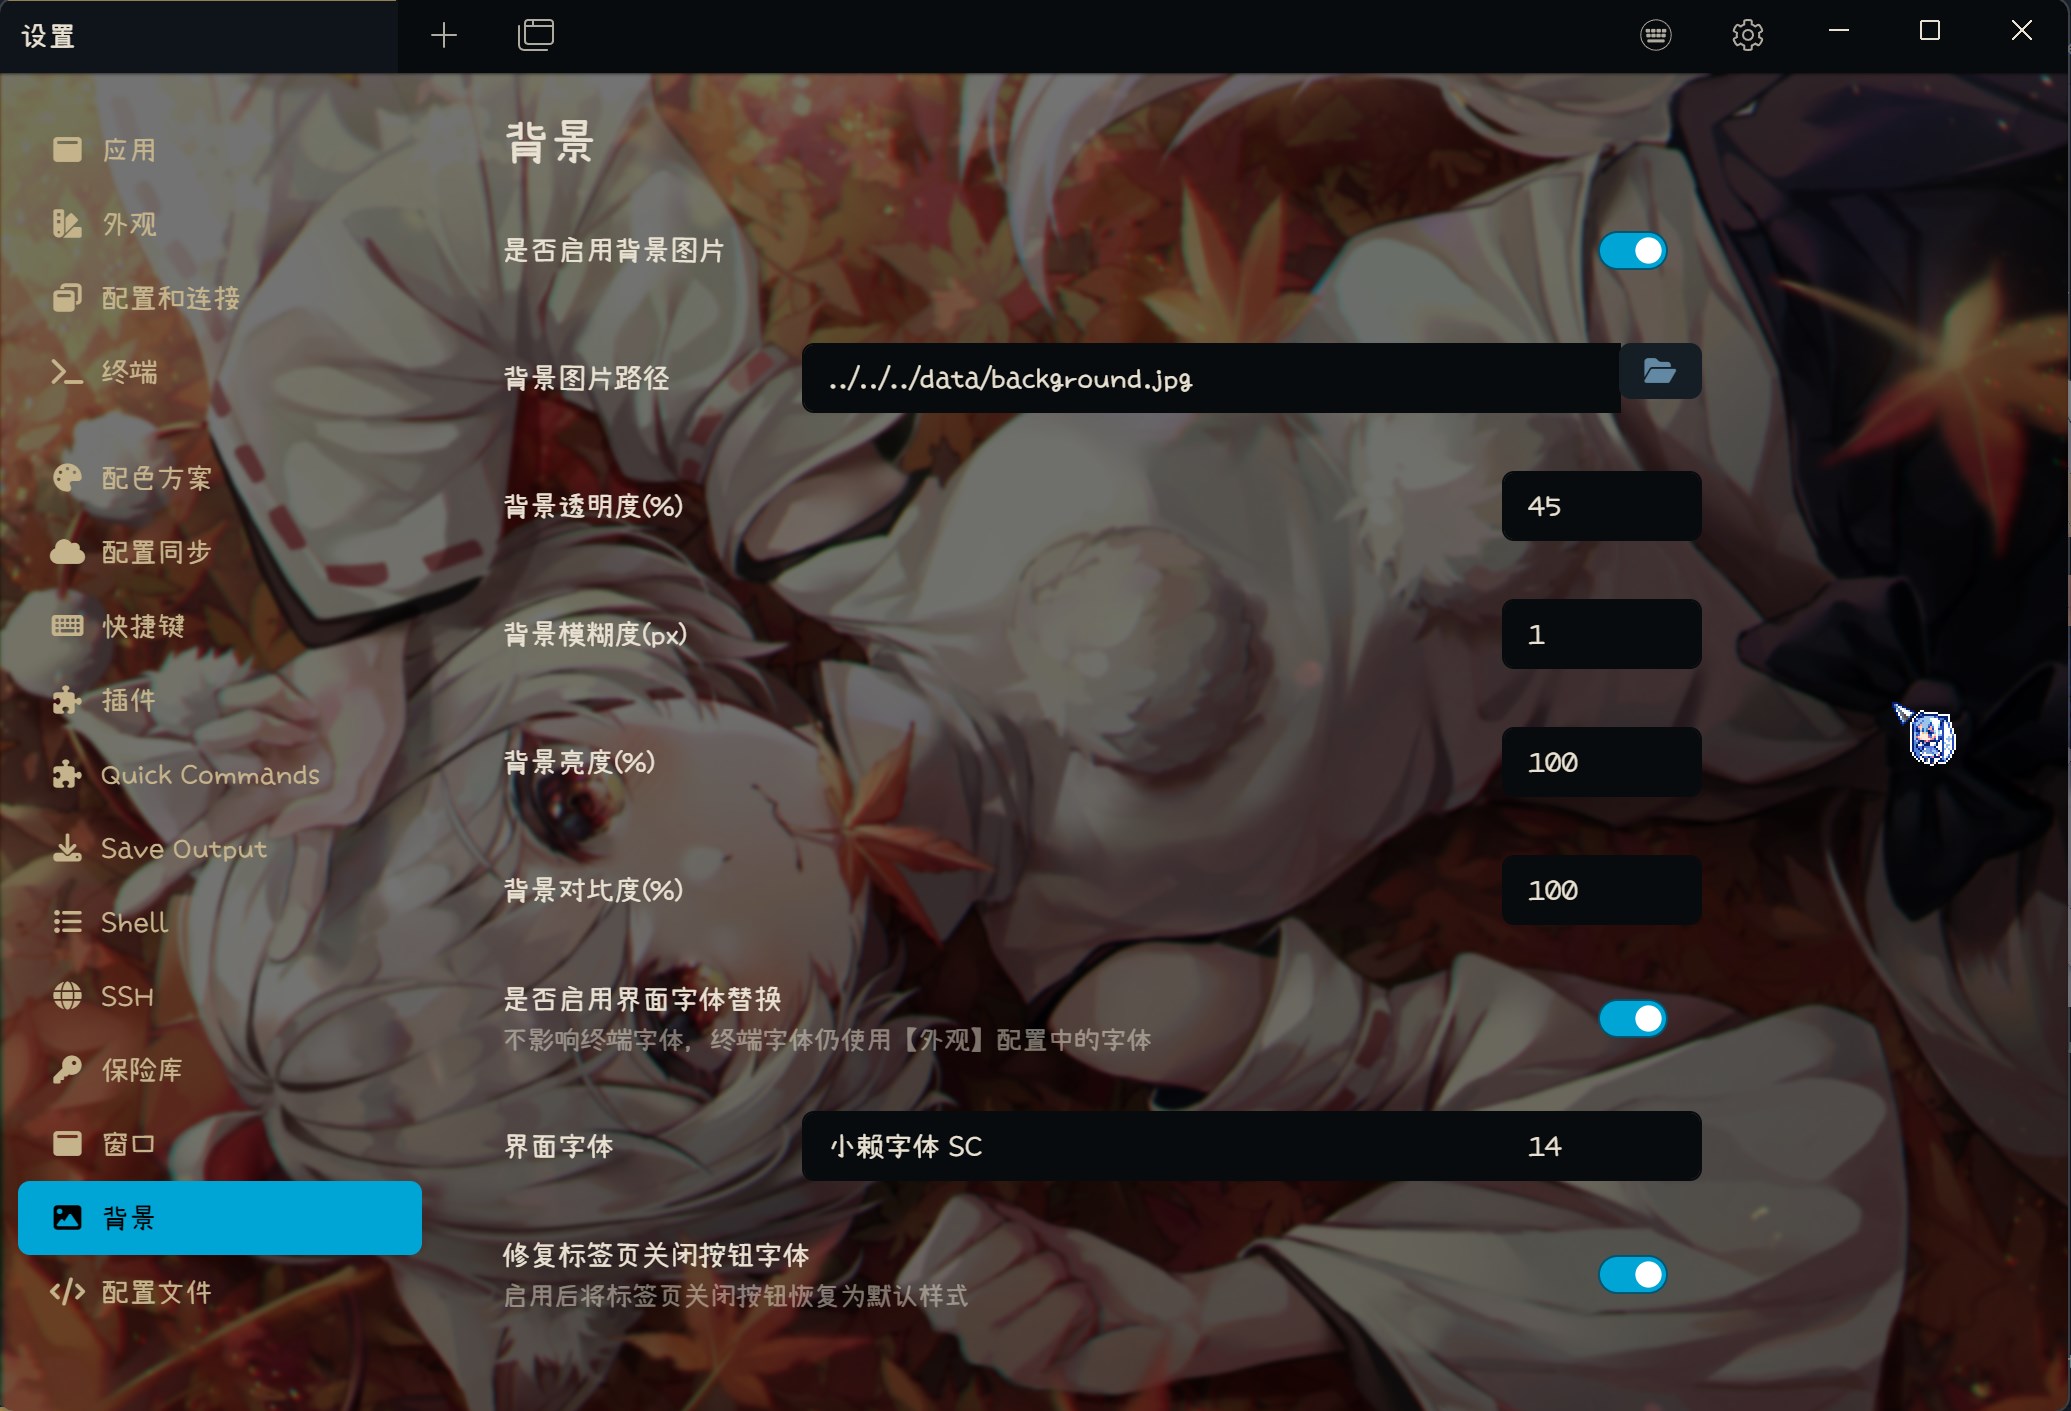 设置
应用
外观
配置和连接
终端
配色方案
配置同步
快捷键
插件
Quick Commands
Save Output
Shell
SSH
保险库
窗口
背景
配置文件
背景
是否启用背景图片
背景图片路径
../../../data/background.jpg
背景透明度(%)
45
背景模糊度(px)
1
背景亮度(%)
100
背景对比度(%)
100
是否启用界面字体替换
不影响终端字体，终端字体仍使用【外观】配置中的字体
界面字体
小赖字体 SC
14
修复标签页关闭按钮字体
启用后将标签页关闭按钮恢复为默认样式